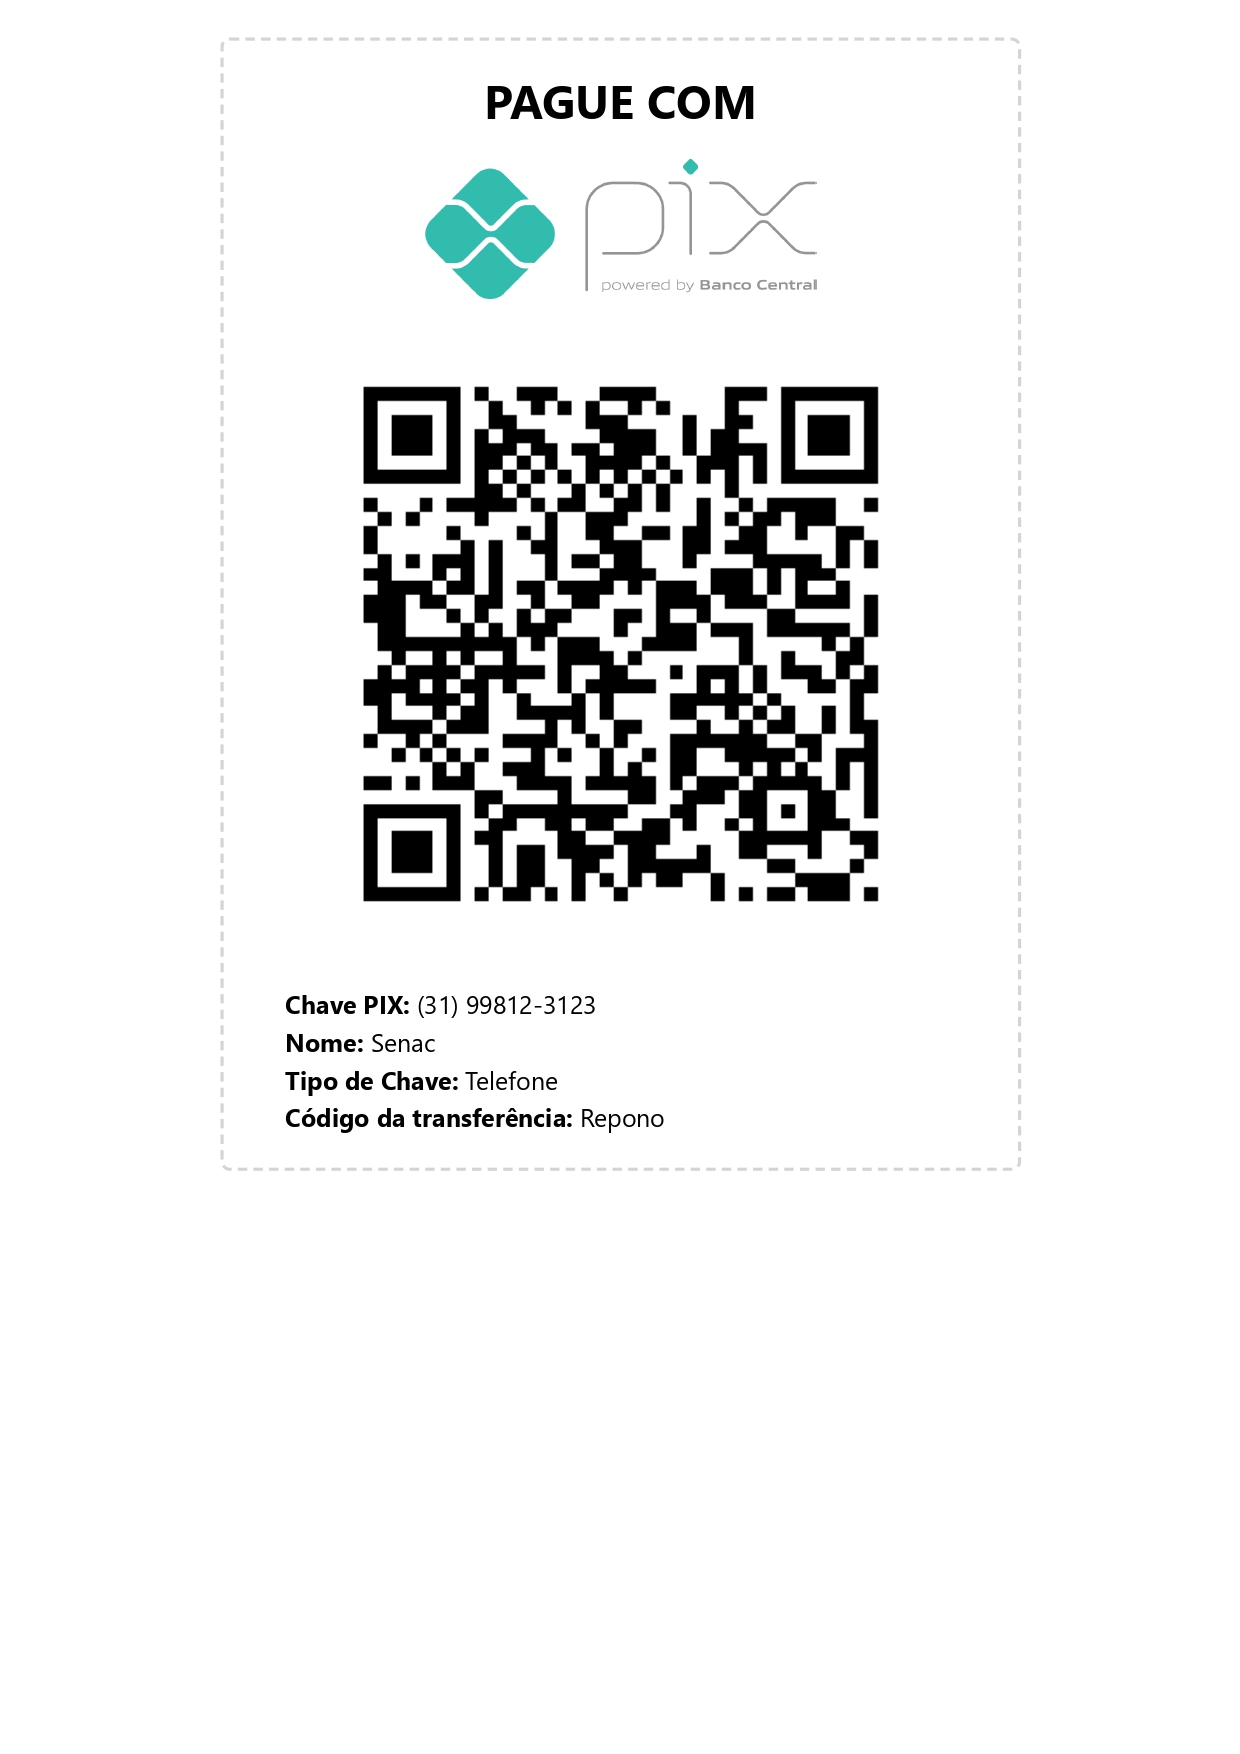 PAGUE COM
pix
powered by Banco Central
Chave PIX: (31) 99812-3123
Nome: Senac
Tipo de Chave: Telefone
Código da transferência: Repono